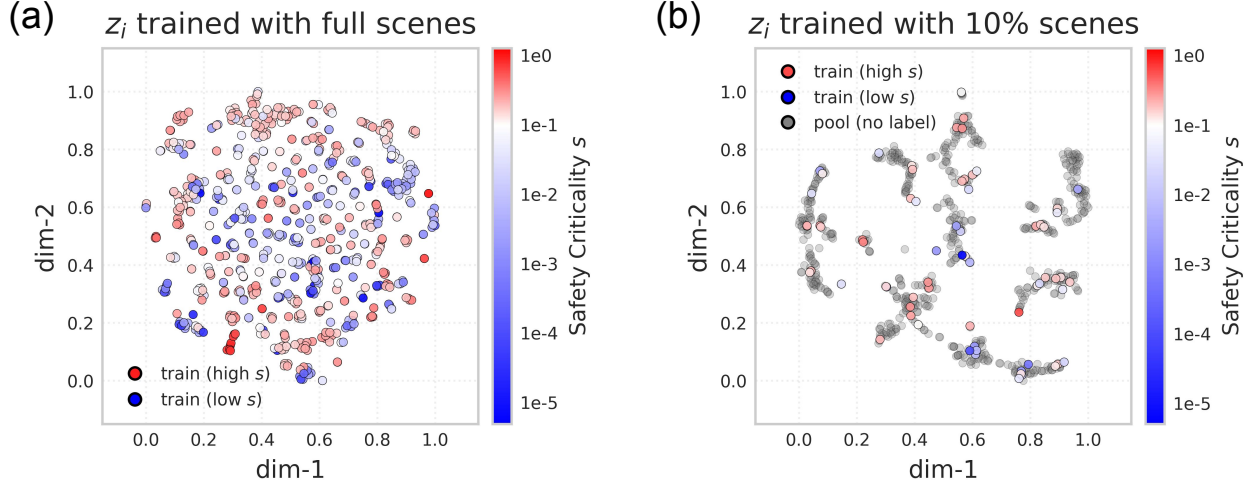 (a)
z_i trained with full scenes
dim-2
1.0
0.8
0.6
0.4
0.2
0.0
train (high s)
train (low s)
0.0 0.2 0.4 0.6 0.8 1.0
dim-1
1e0
1e-1
1e-2
1e-3
1e-4
1e-5
Safety Criticality s
(b)
z_i trained with 10% scenes
dim-2
1.0
0.8
0.6
0.4
0.2
0.0
train (high s)
train (low s)
pool (no label)
0.0 0.2 0.4 0.6 0.8 1.0
dim-1
1e0
1e-1
1e-2
1e-3
1e-4
1e-5
Safety Criticality s